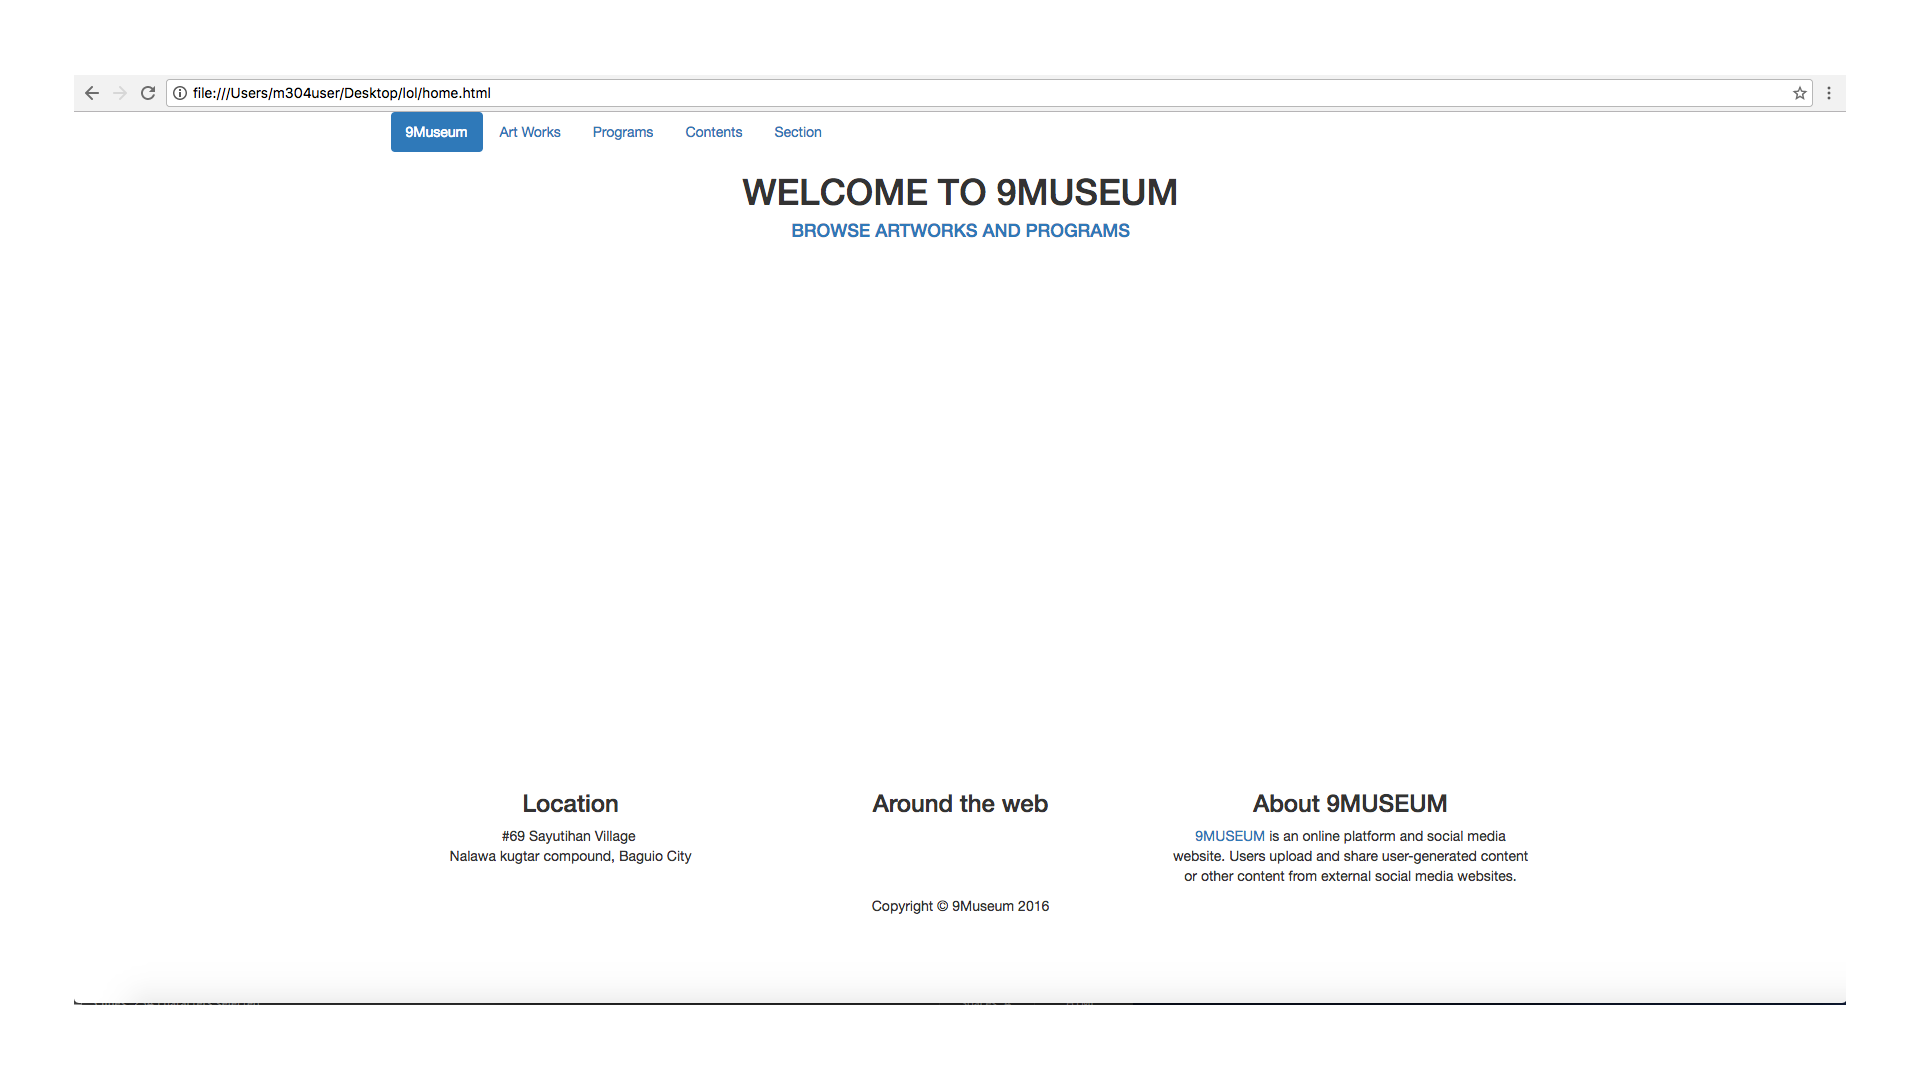 file:///Users/m304user/Desktop/lol/home.html
9Museum Art Works Programs Contents Section
WELCOME TO 9MUSEUM
BROWSE ARTWORKS AND PROGRAMS
Location
#69 Sayutihan Village
Nalawa kugtar compound, Baguio City
Around the web
About 9MUSEUM
9MUSEUM is an online platform and social media
website. Users upload and share user-generated content
or other content from external social media websites.
Copyright © 9Museum 2016